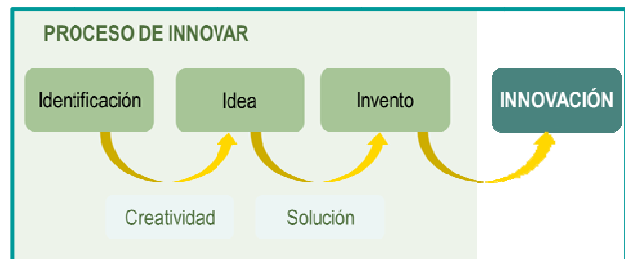 PROCESO DE INNOVAR
Identificación
Idea
Invento
INNOVACIÓN
Creatividad
Solución